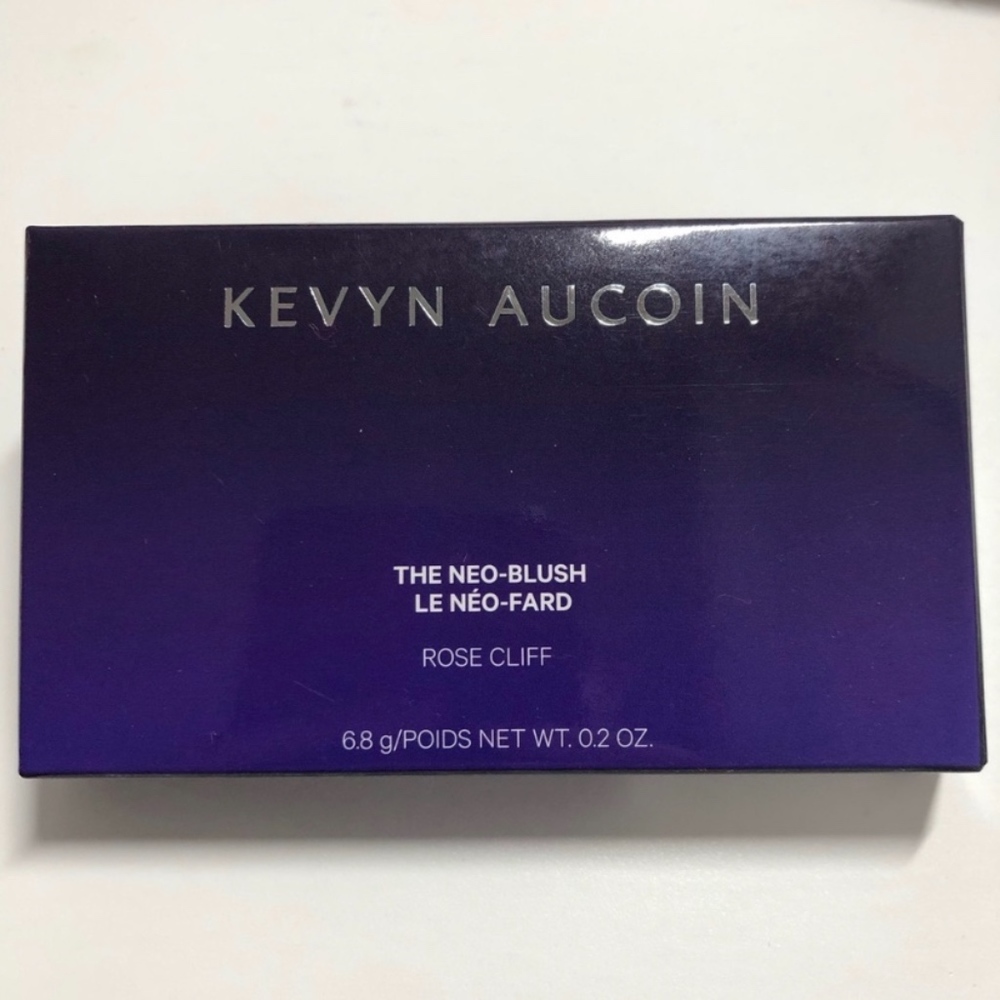 KEVYN AUCOIN
THE NEO-BLUSH
LE NÉO-FARD
ROSE CLIFF
6.8 g/POIDS NET WT. 0.2 OZ.